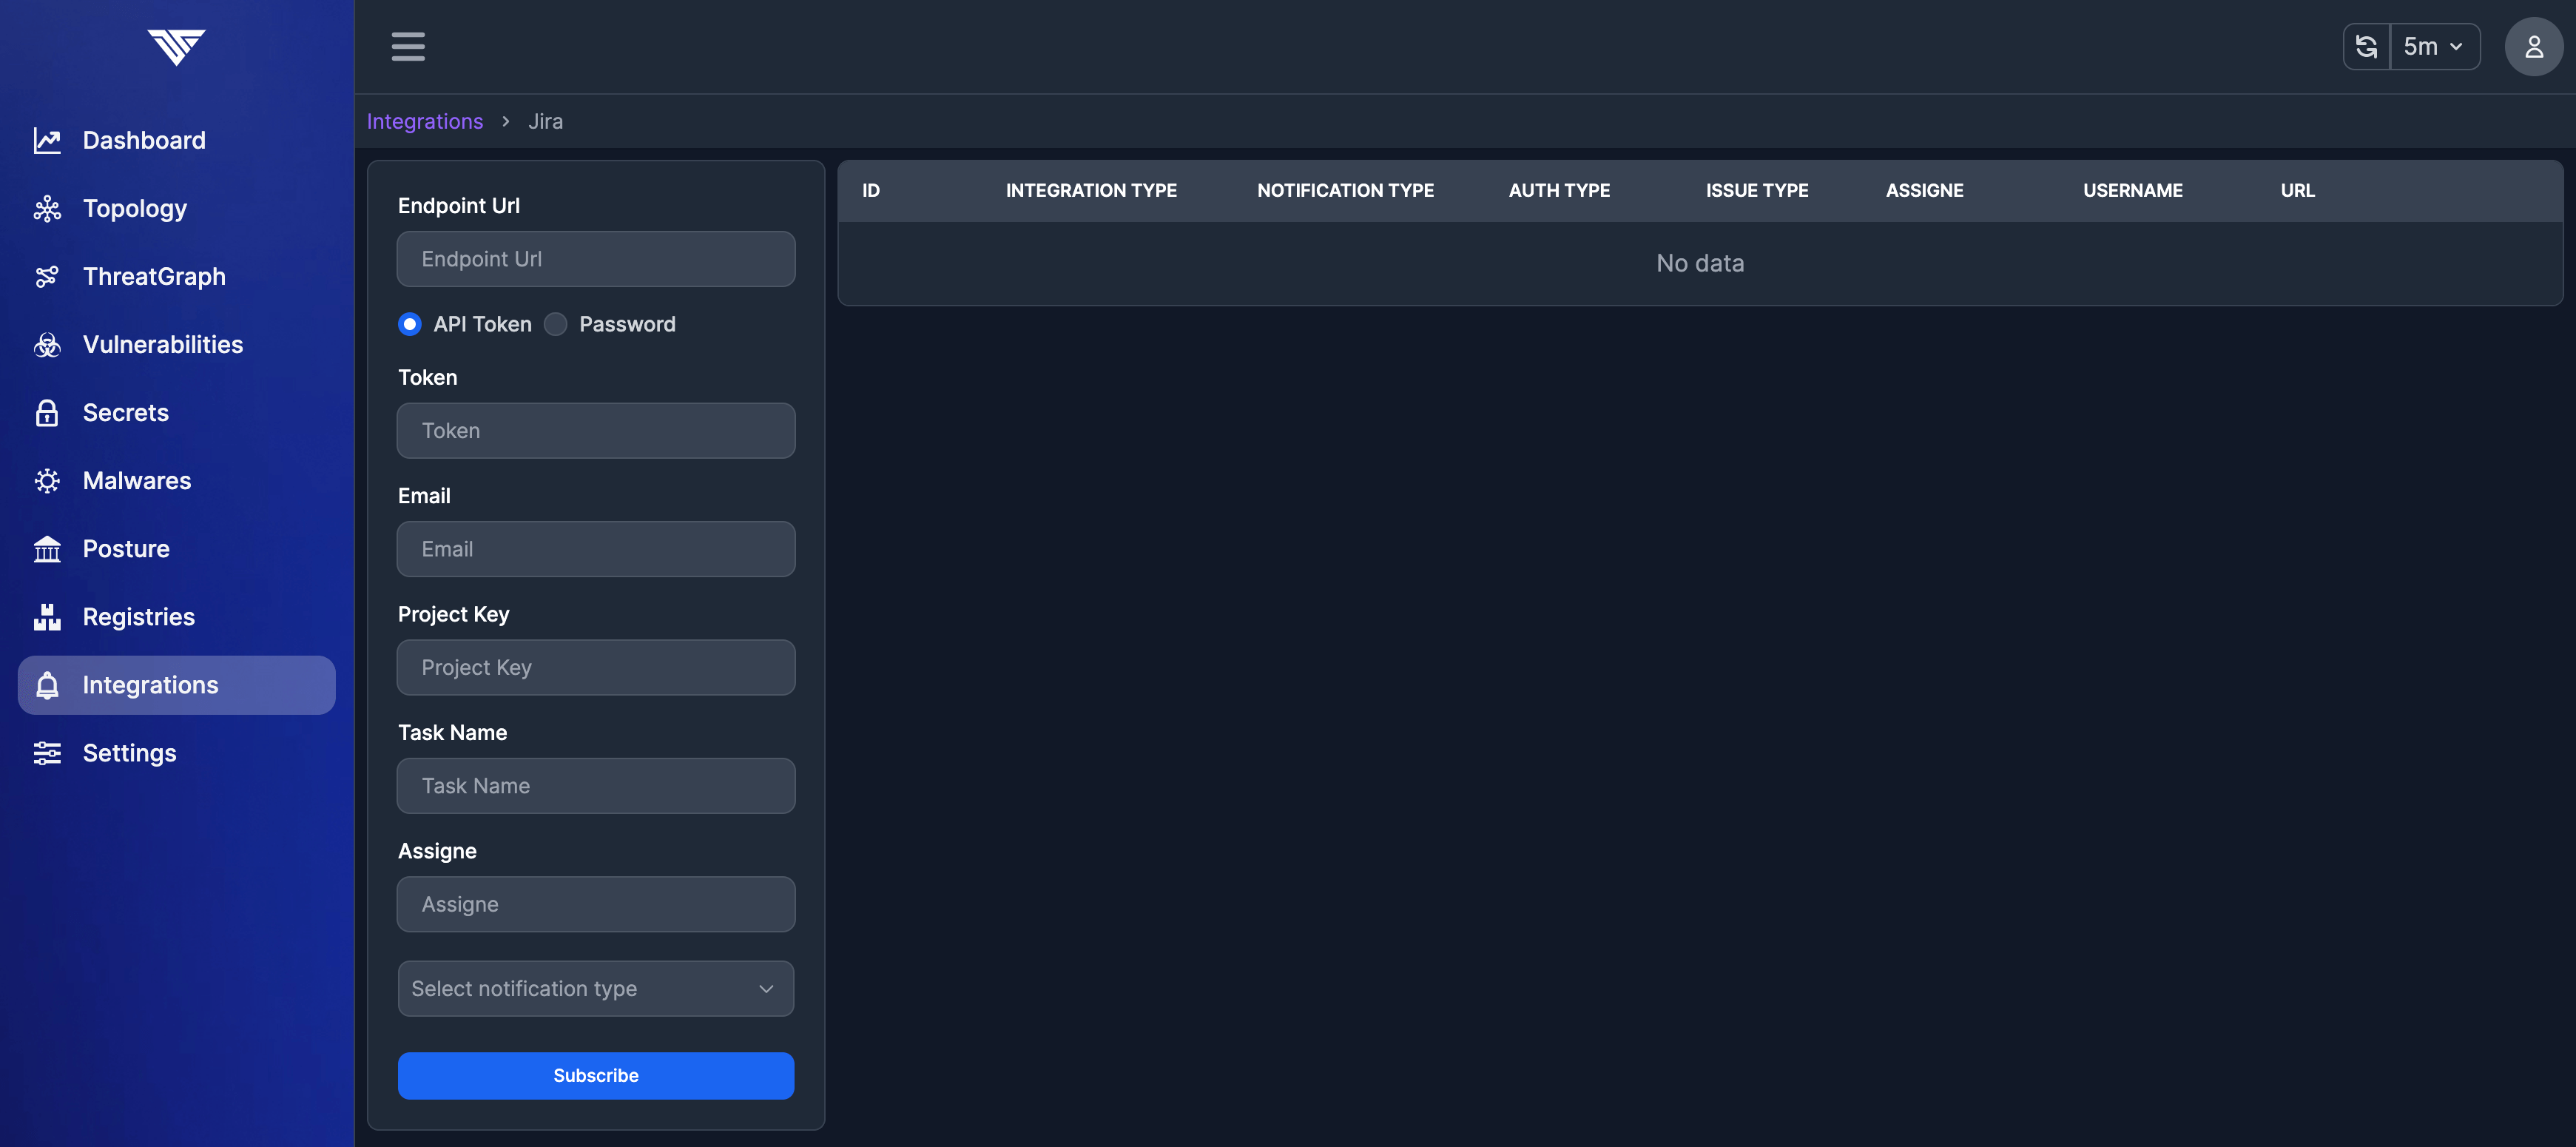 5m
Dashboard
Topology
ThreatGraph
Vulnerabilities
Secrets
Malwares
Posture
Registries
Integrations
Settings
Integrations > Jira
Endpoint Url
Endpoint Url
API Token Password
Token
Token
Email
Email
Project Key
Project Key
Task Name
Task Name
Assigne
Assigne
Select notification type
Subscribe
ID INTEGRATION TYPE NOTIFICATION TYPE AUTH TYPE ISSUE TYPE ASSIGNE USERNAME URL
No data